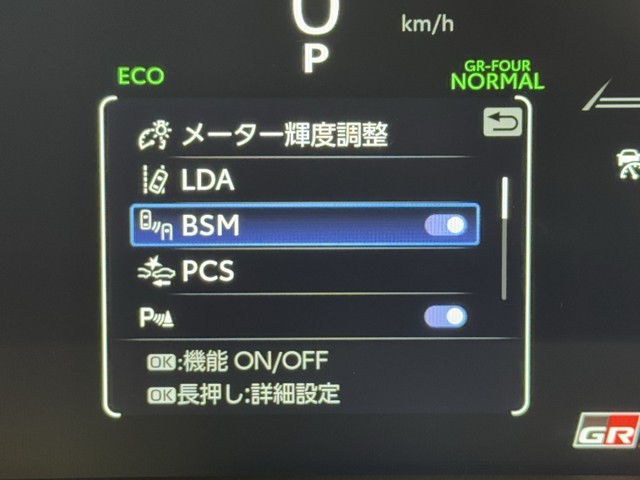 0
km/h
P
ECO
GR-FOUR
NORMAL
メーター輝度調整
LDA
BSM
PCS
P
OK:機能 ON/OFF
OK長押し:詳細設定
GR